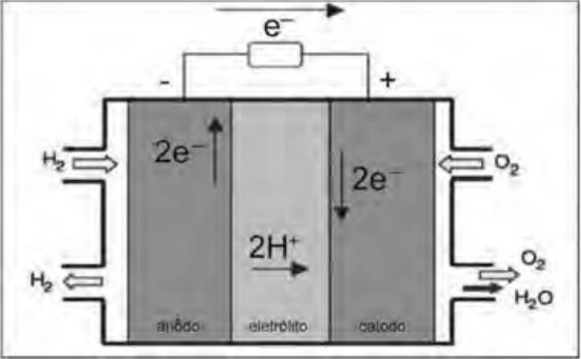 e⁻
- +
H₂ 2e⁻ 2e⁻ O₂
2H⁺
H₂ O₂
H₂O
anôdo eletrólito catodo